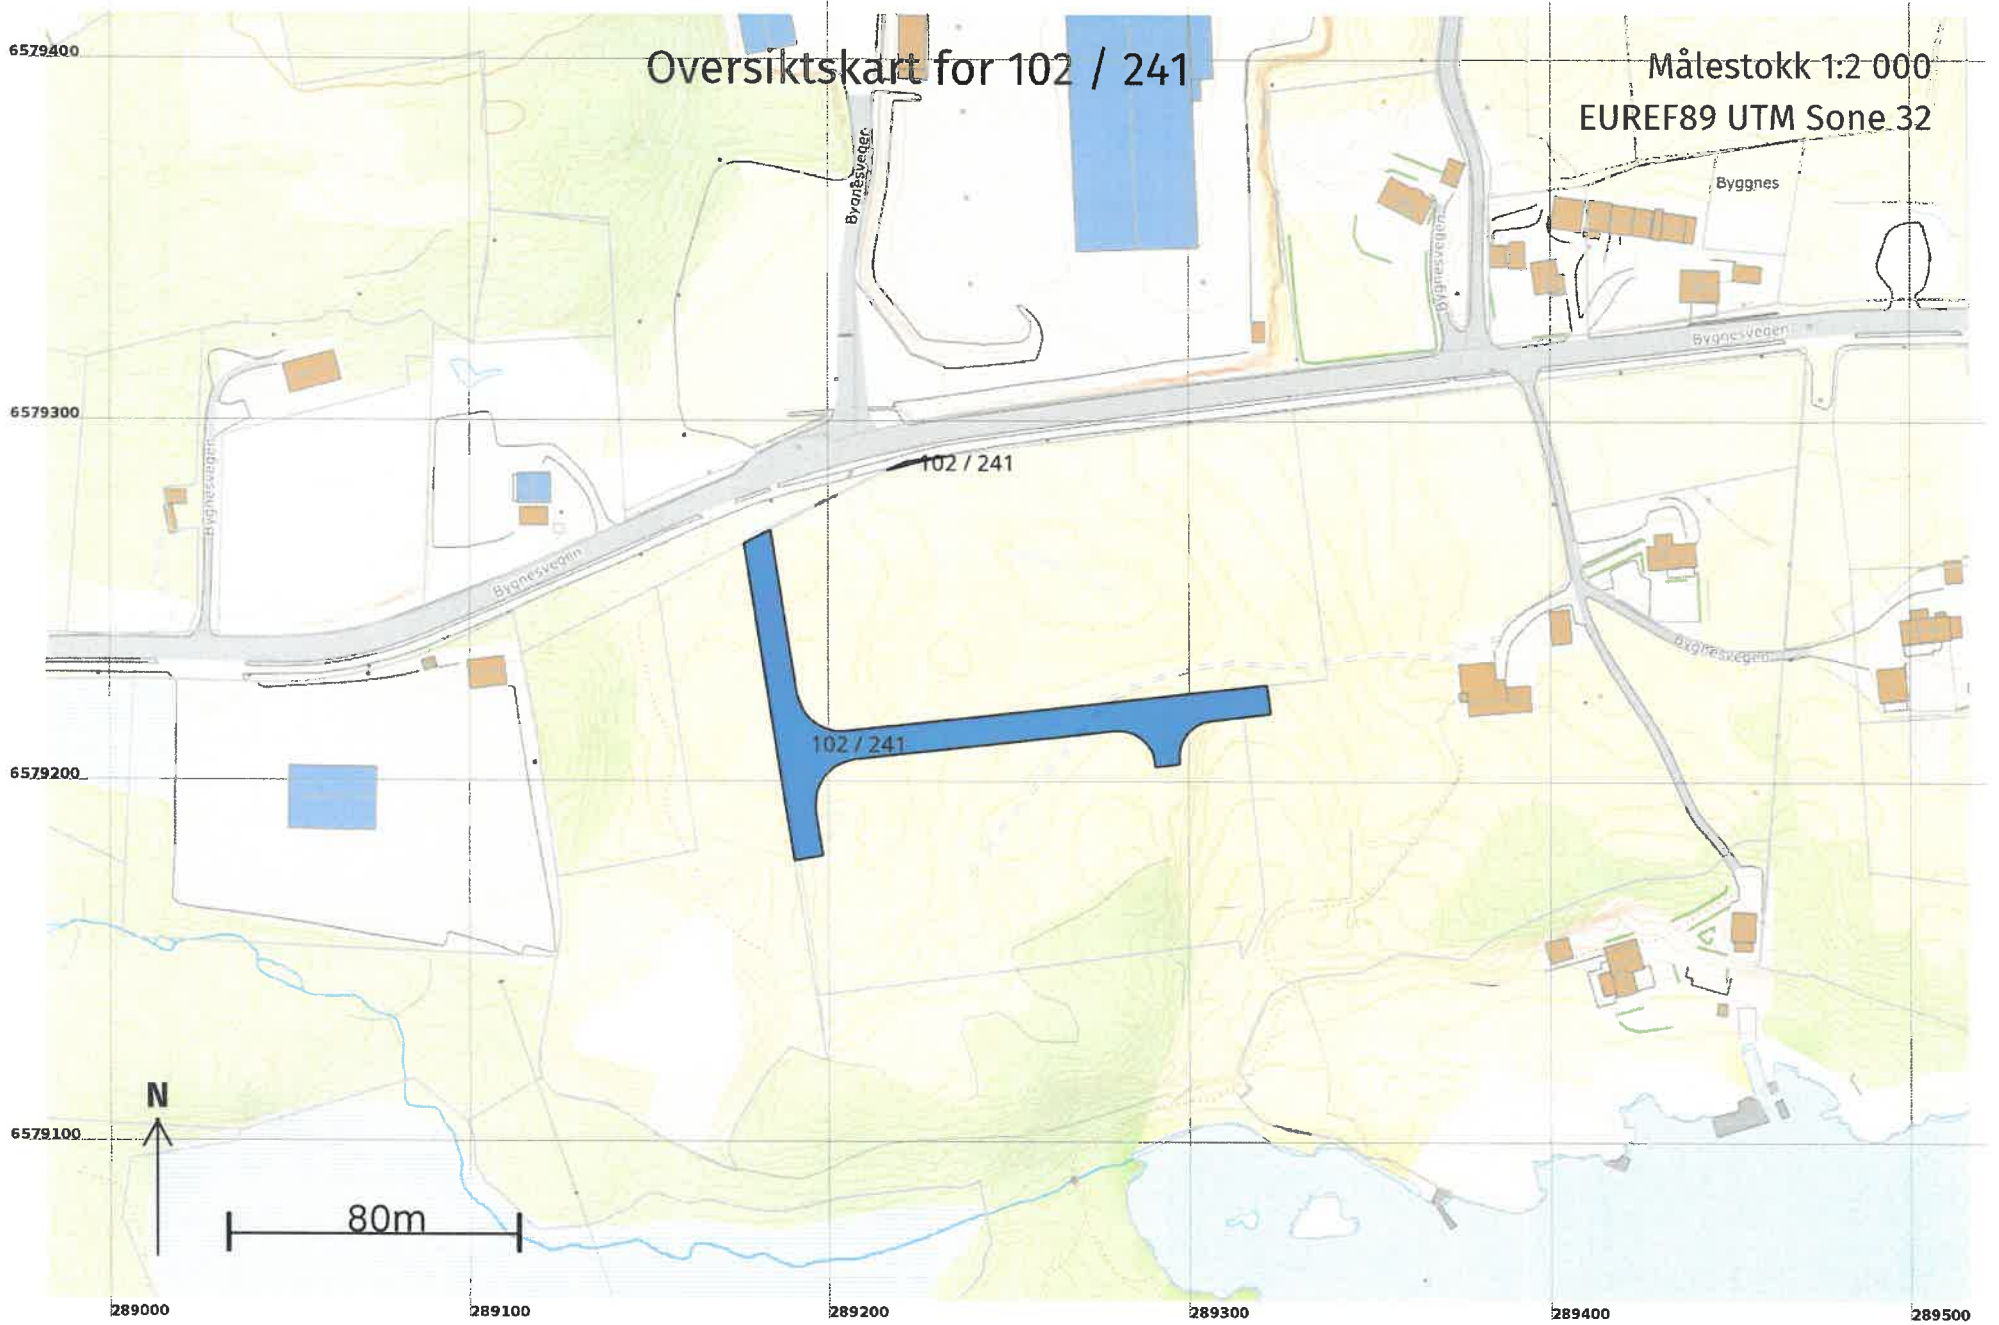 6579400
Oversiktskart for 102 / 241
Målestokk 1:2 000
EUREF89 UTM Sone 32
Bygnesvegen
Byggnes
Bygnesvegen
Bygnesvegen
6579300
102 / 241
Bygnesvegen
Bygnesvegen
Bygnesvegen
102 / 241
6579200
N
6579100
80m
289000
289100
289200
289300
289400
289500